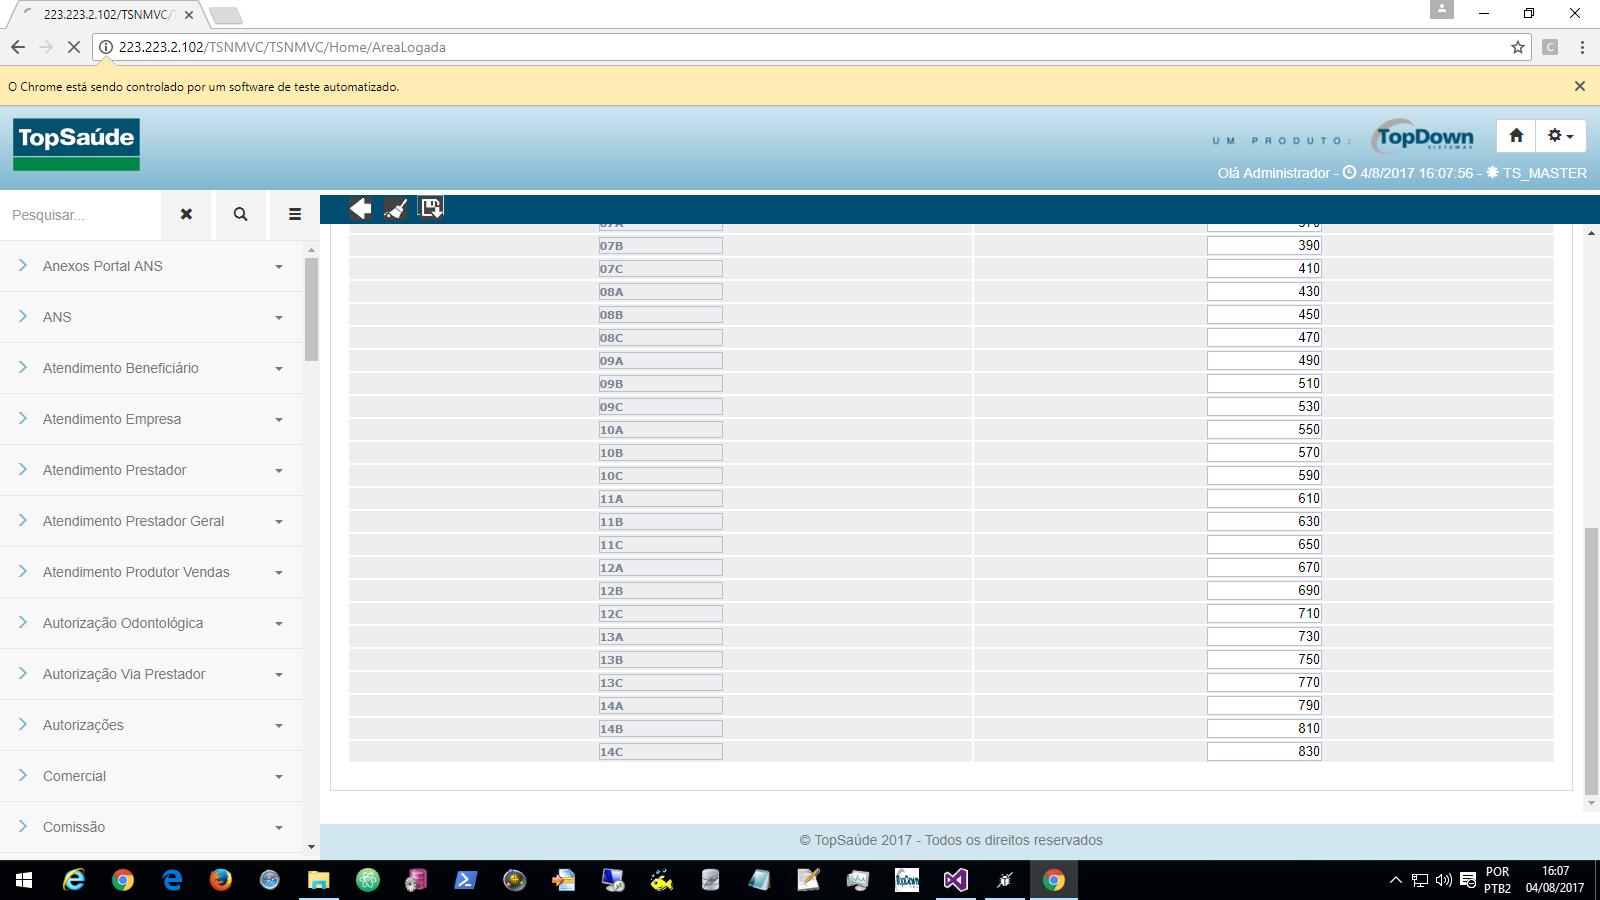 223.223.2.102/TSNMVC/T
223.223.2.102/TSNMVC/TSNMVC/Home/AreaLogada
C
O Chrome está sendo controlado por um software de teste automatizado.
TopSaúde
UM PRODUTO:
TopDown
SISTEMAS
Olá Administrador - 4/8/2017 16:07:56 - TS_MASTER
Pesquisar...
Anexos Portal ANS
ANS
Atendimento Beneficiário
Atendimento Empresa
Atendimento Prestador
Atendimento Prestador Geral
Atendimento Produtor Vendas
Autorização Odontológica
Autorização Via Prestador
Autorizações
Comercial
Comissão
07A 370
07B 390
07C 410
08A 430
08B 450
08C 470
09A 490
09B 510
09C 530
10A 550
10B 570
10C 590
11A 610
11B 630
11C 650
12A 670
12B 690
12C 710
13A 730
13B 750
13C 770
14A 790
14B 810
14C 830
© TopSaúde 2017 - Todos os direitos reservados
TopDown
POR
PTB2
16:07
04/08/2017